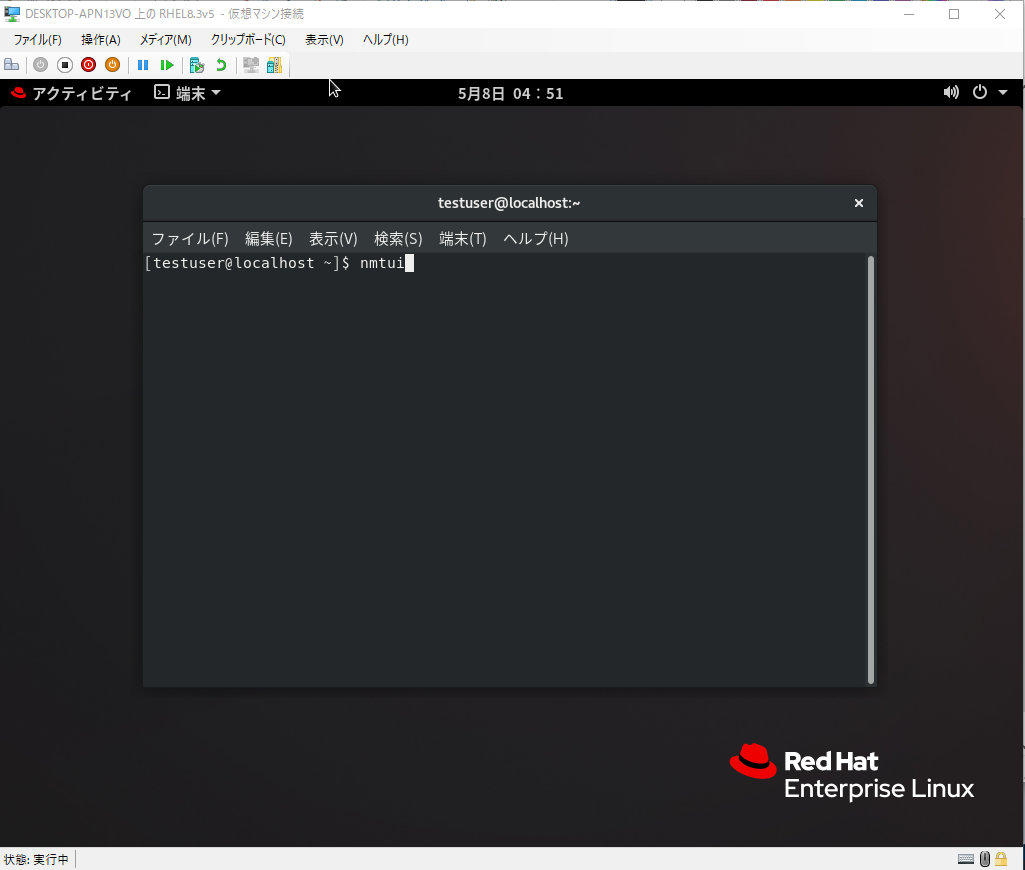 DESKTOP-APN13VO 上の RHEL8.3v5 - 仮想マシン接続
ファイル(F) 操作(A) メディア(M) クリップボード(C) 表示(V) ヘルプ(H)
アクティビティ 端末 5月8日 04：51
testuser@localhost:~
ファイル(F) 編集(E) 表示(V) 検索(S) 端末(T) ヘルプ(H)
[testuser@localhost ~]$ nmtui
Red Hat
Enterprise Linux
状態: 実行中